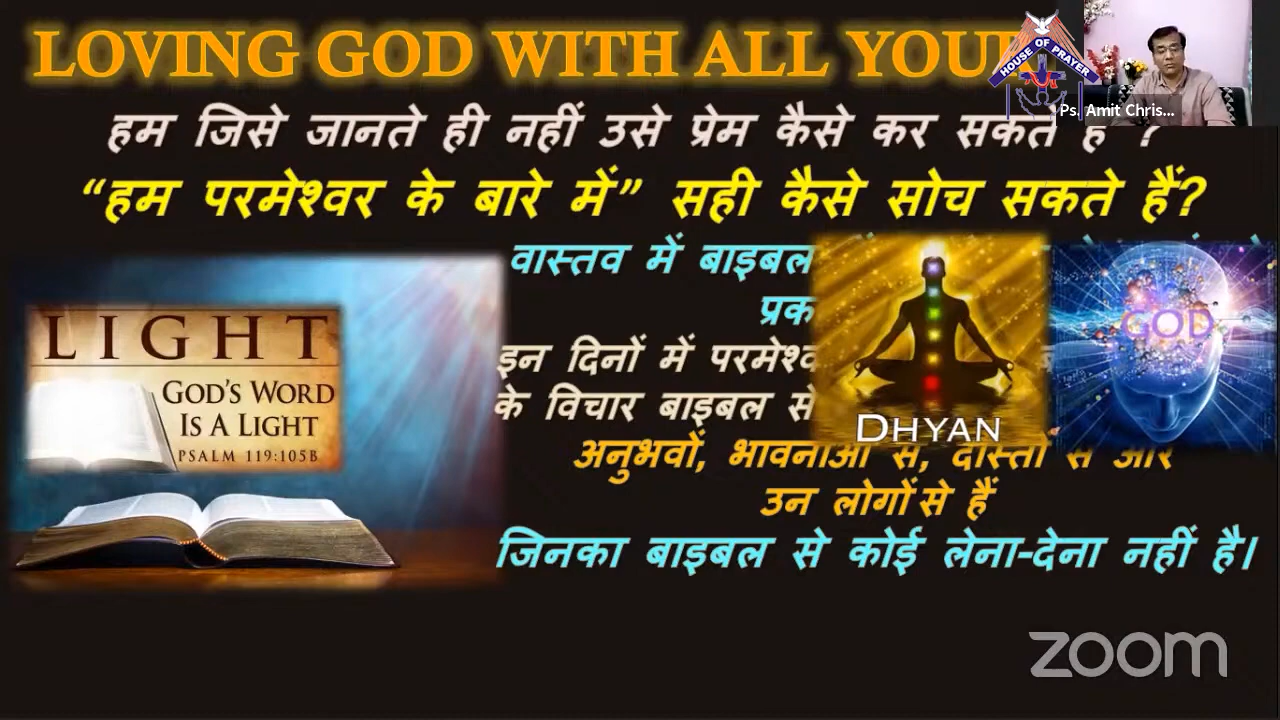 LOVING GOD WITH ALL YOUR
HOUSE OF PRAYER
Ps. Amit Chris...
हम जिसे जानते ही नहीं उसे प्रेम कैसे कर सकते हैं ?
“हम परमेश्वर के बारे में” सही कैसे सोच सकते हैं?
वास्तव में बाइबल
इन दिनों में
के विचार बाइबल से
अनुभवों, भावनाओं से, दोस्तों से और
उन लोगों से हैं
जिनका बाइबल से कोई लेना-देना नहीं है।
LIGHT
GOD'S WORD
IS A LIGHT
PSALM 119:105B
DHYAN
GOD
zoom